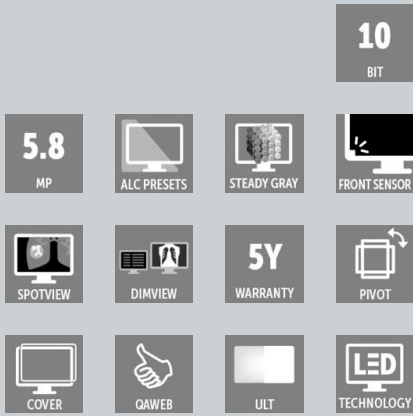 10
BIT
5.8
MP
ALC PRESETS
STEADY GRAY
FRONT SENSOR
SPOTVIEW
DIMVIEW
5Y
WARRANTY
PIVOT
COVER
QAWEB
ULT
LED
TECHNOLOGY